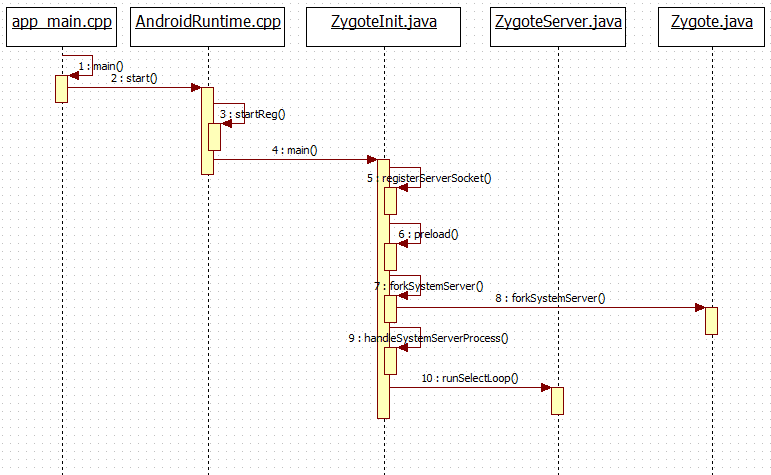 app_main.cpp
AndroidRuntime.cpp
ZygoteInit.java
ZygoteServer.java
Zygote.java
1 : main()
2 : start()
3 : startReg()
4 : main()
5 : registerServerSocket()
6 : preload()
7 : forkSystemServer()
8 : forkSystemServer()
9 : handleSystemServerProcess()
10 : runSelectLoop()